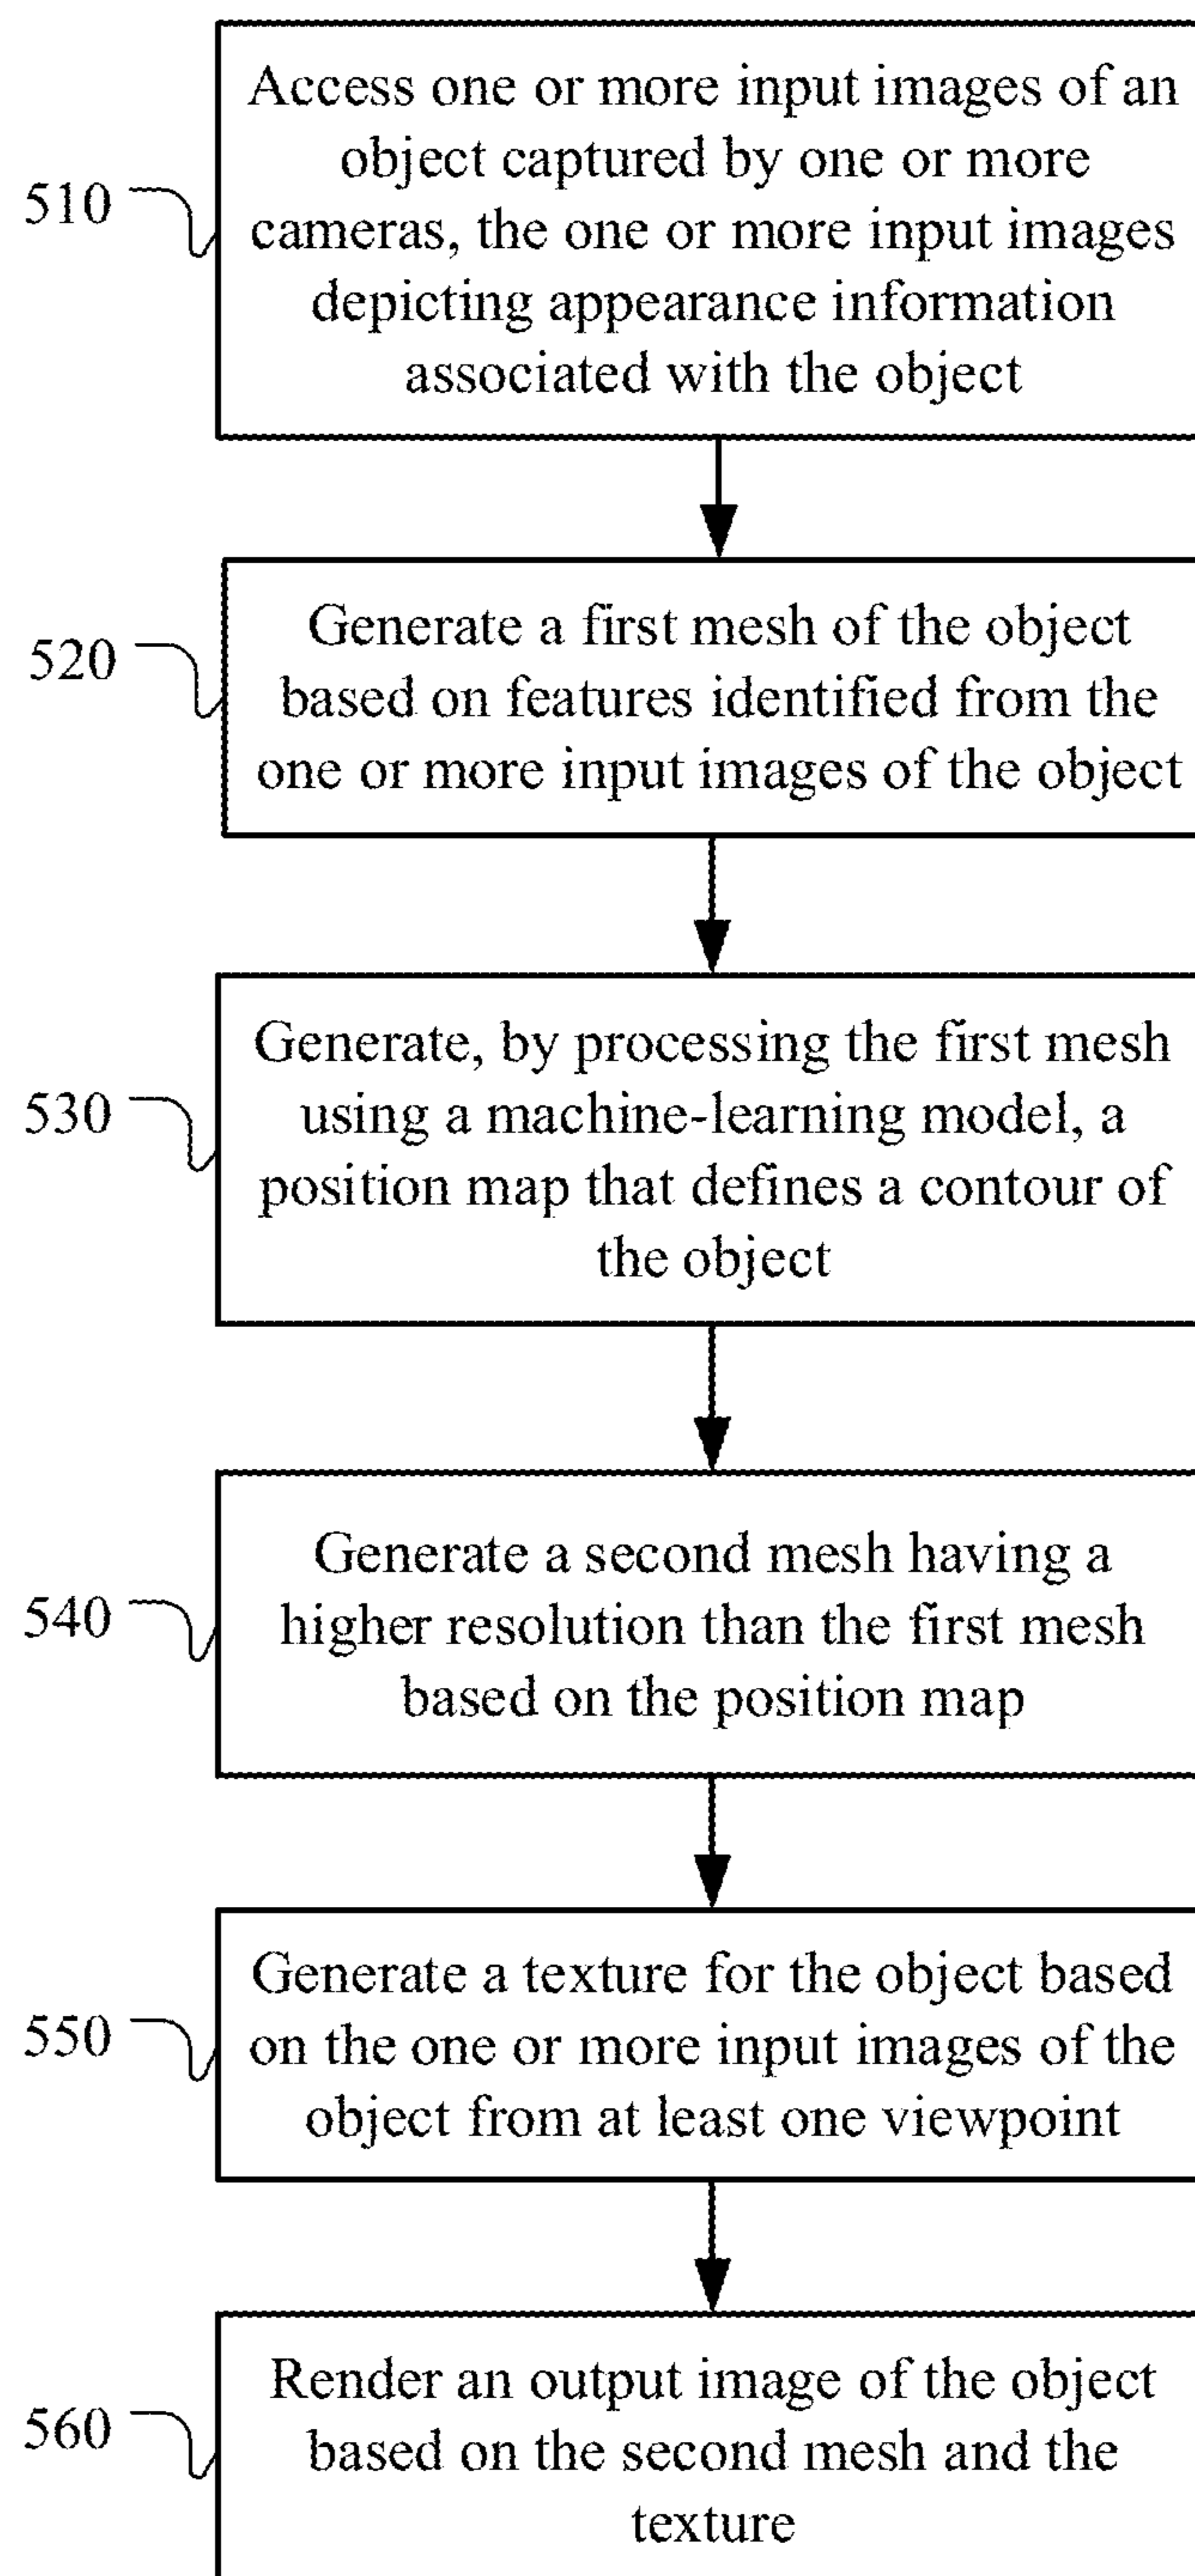 Access one or more input images of an
object captured by one or more
510
cameras, the one or more input images
depicting appearance information
associated with the object
Generate a first mesh of the object
520
based on features identified from the
one or more input images of the object
Generate, by processing the first mesh
530
using a machine-learning model, a
position map that defines a contour of
the object
Generate a second mesh having a
540
higher resolution than the first mesh
based on the position map
Generate a texture for the object based
550
on the one or more input images of the
object from at least one viewpoint
Render an output image of the object
560
based on the second mesh and the
texture